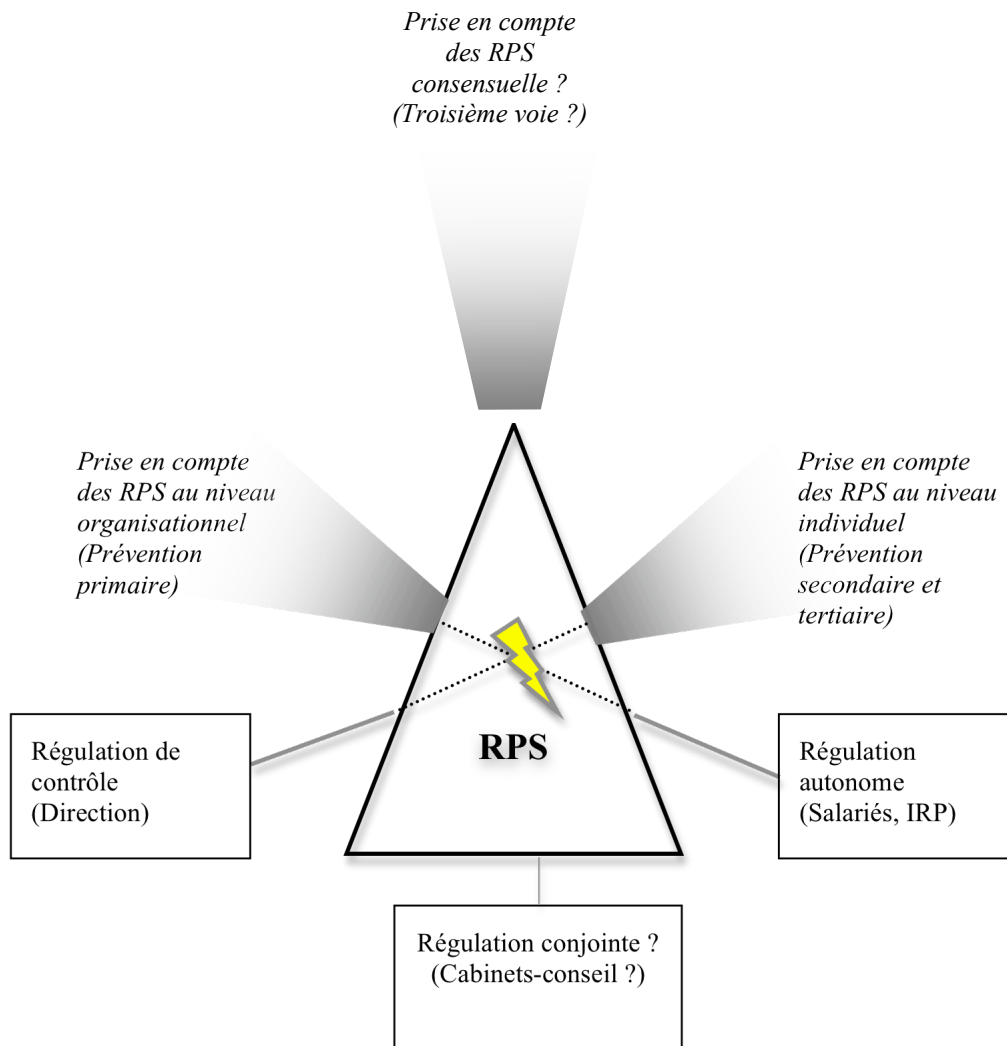 Prise en compte
des RPS
consensuelle ?
(Troisième voie ?)
Prise en compte
des RPS au niveau
organisationnel
(Prévention
primaire)
Prise en compte
des RPS au niveau
individuel
(Prévention
secondaire et
tertiaire)
Régulation de
contrôle
(Direction)
RPS
Régulation
autonome
(Salariés, IRP)
Régulation conjointe ?
(Cabinets-conseil ?)